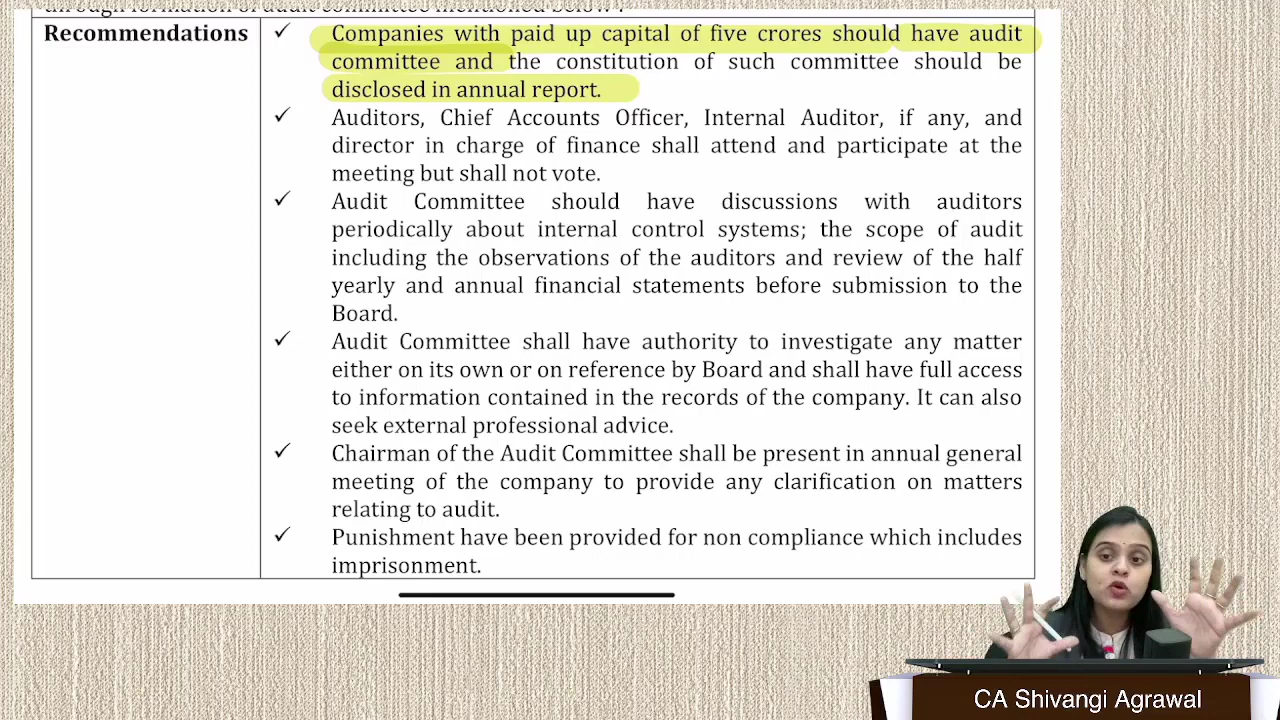 through formation of audit committee mentioned below :
Recommendations
✓ Companies with paid up capital of five crores should have audit
committee and the constitution of such committee should be
disclosed in annual report.
✓ Auditors, Chief Accounts Officer, Internal Auditor, if any, and
director in charge of finance shall attend and participate at the
meeting but shall not vote.
✓ Audit Committee should have discussions with auditors
periodically about internal control systems; the scope of audit
including the observations of the auditors and review of the half
yearly and annual financial statements before submission to the
Board.
✓ Audit Committee shall have authority to investigate any matter
either on its own or on reference by Board and shall have full access
to information contained in the records of the company. It can also
seek external professional advice.
✓ Chairman of the Audit Committee shall be present in annual general
meeting of the company to provide any clarification on matters
relating to audit.
✓ Punishment have been provided for non compliance which includes
imprisonment.
CA Shivangi Agrawal